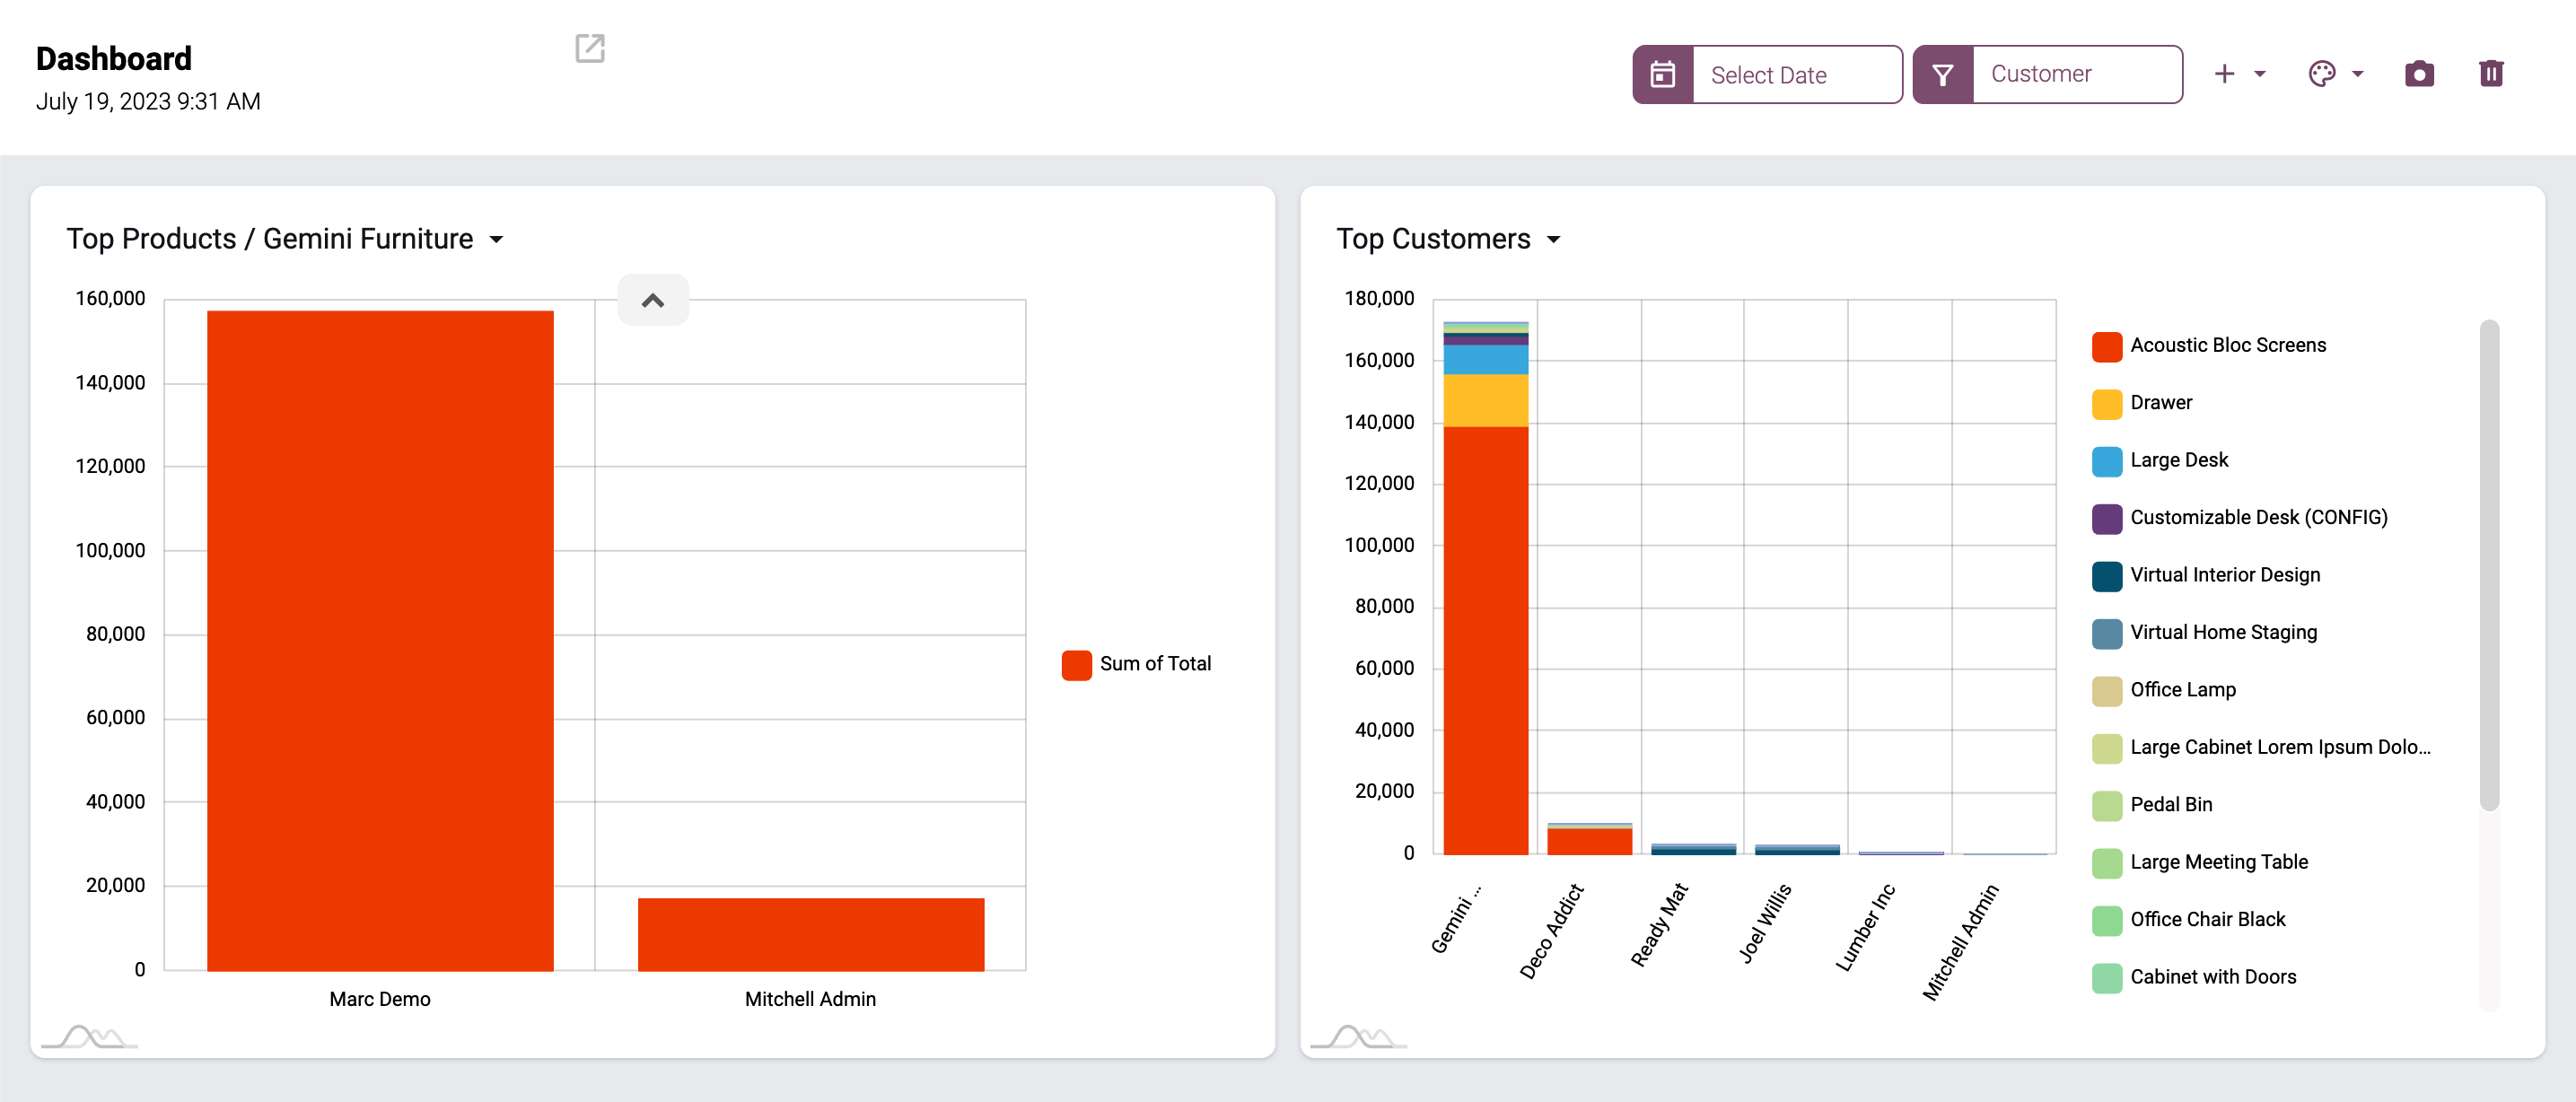 Dashboard
July 19, 2023 9:31 AM
Select Date
Customer
Top Products / Gemini Furniture
160,000
140,000
120,000
100,000
80,000
60,000
40,000
20,000
0
Marc Demo
Mitchell Admin
Sum of Total
Top Customers
180,000
160,000
140,000
120,000
100,000
80,000
60,000
40,000
20,000
0
Gemini ...
Deco Addict
Ready Mat
Joel Willis
Lumber Inc
Mitchell Admin
Acoustic Bloc Screens
Drawer
Large Desk
Customizable Desk (CONFIG)
Virtual Interior Design
Virtual Home Staging
Office Lamp
Large Cabinet Lorem Ipsum Dolo...
Pedal Bin
Large Meeting Table
Office Chair Black
Cabinet with Doors